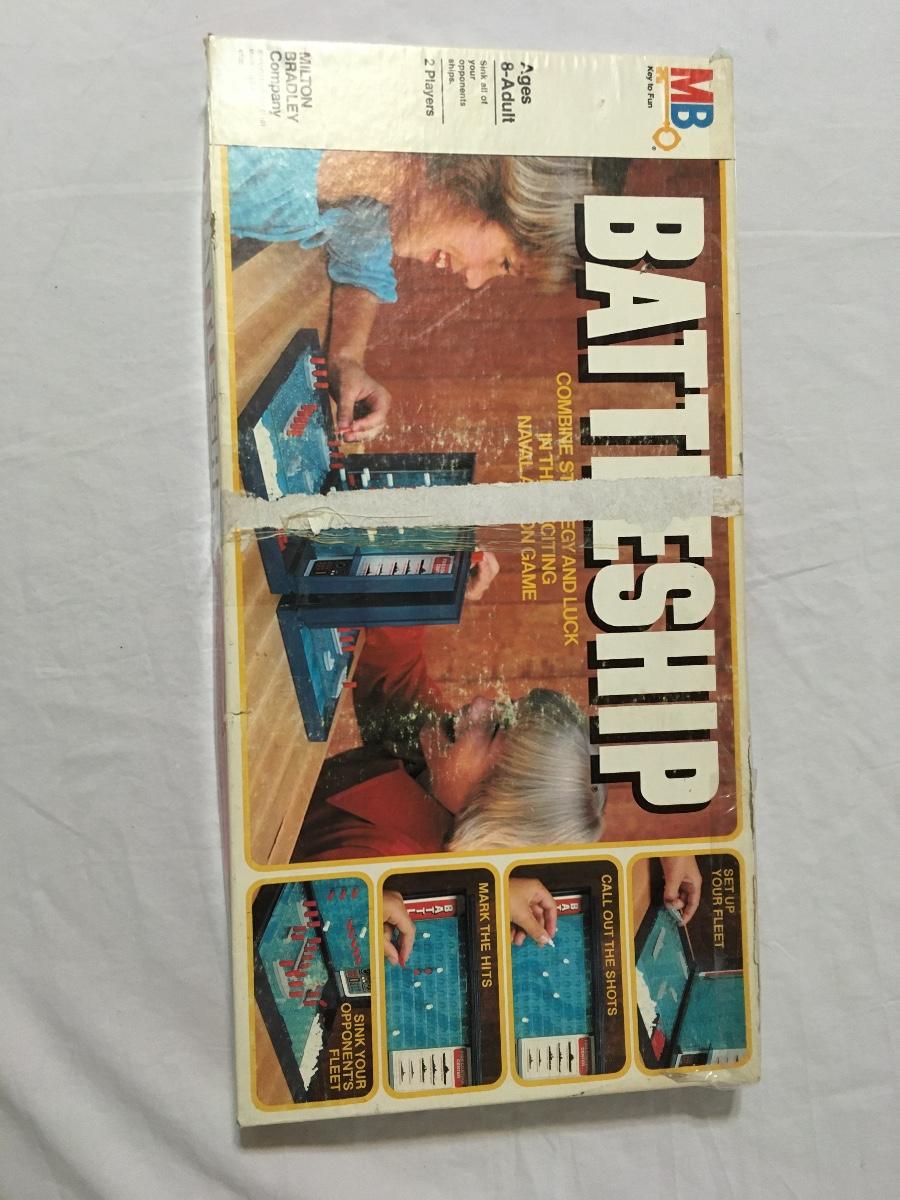 MB
Key to Fun
®
Ages
8-Adult
Sink all of
your
opponents
ships.
2 Players
MILTON
BRADLEY
Company
BATTLESHIP
®
COMBINE ST EGY AND LUCK
IN TH CITING
NAVAL A ON GAME
SET UP
YOUR FLEET
CALL OUT THE SHOTS
MARK THE HITS
SINK YOUR
OPPONENT'S
FLEET